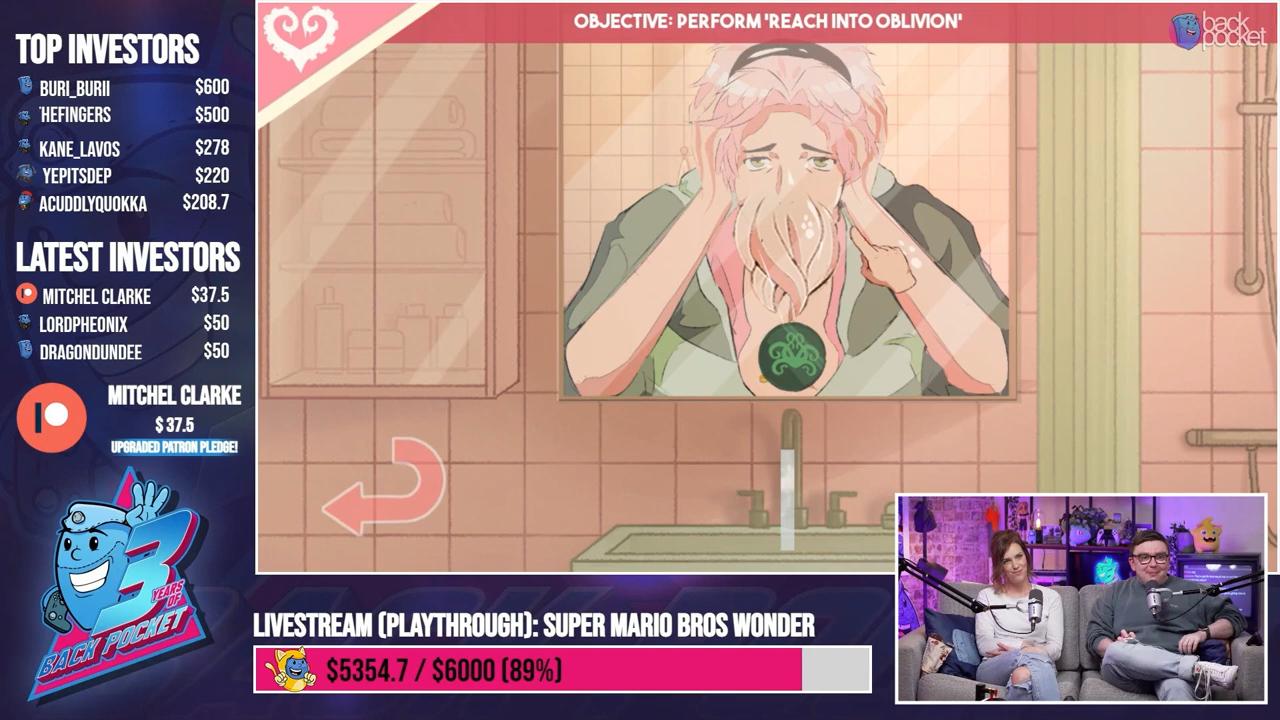 TOP INVESTORS
BURI_BURII $600
'HEFINGERS $500
KANE_LAVOS $278
YEPITSDEP $220
ACUDDLYQUOKKA $208.7
LATEST INVESTORS
MITCHEL CLARKE $37.5
LORDPHEONIX $50
DRAGONDUNDEE $50
MITCHEL CLARKE
$37.5
UPGRADED PATRON PLEDGE!
3
YEARS
OF
BACK POCKET
OBJECTIVE: PERFORM 'REACH INTO OBLIVION'
back
pocket
LIVESTREAM (PLAYTHROUGH): SUPER MARIO BROS WONDER
$5354.7 / $6000 (89%)